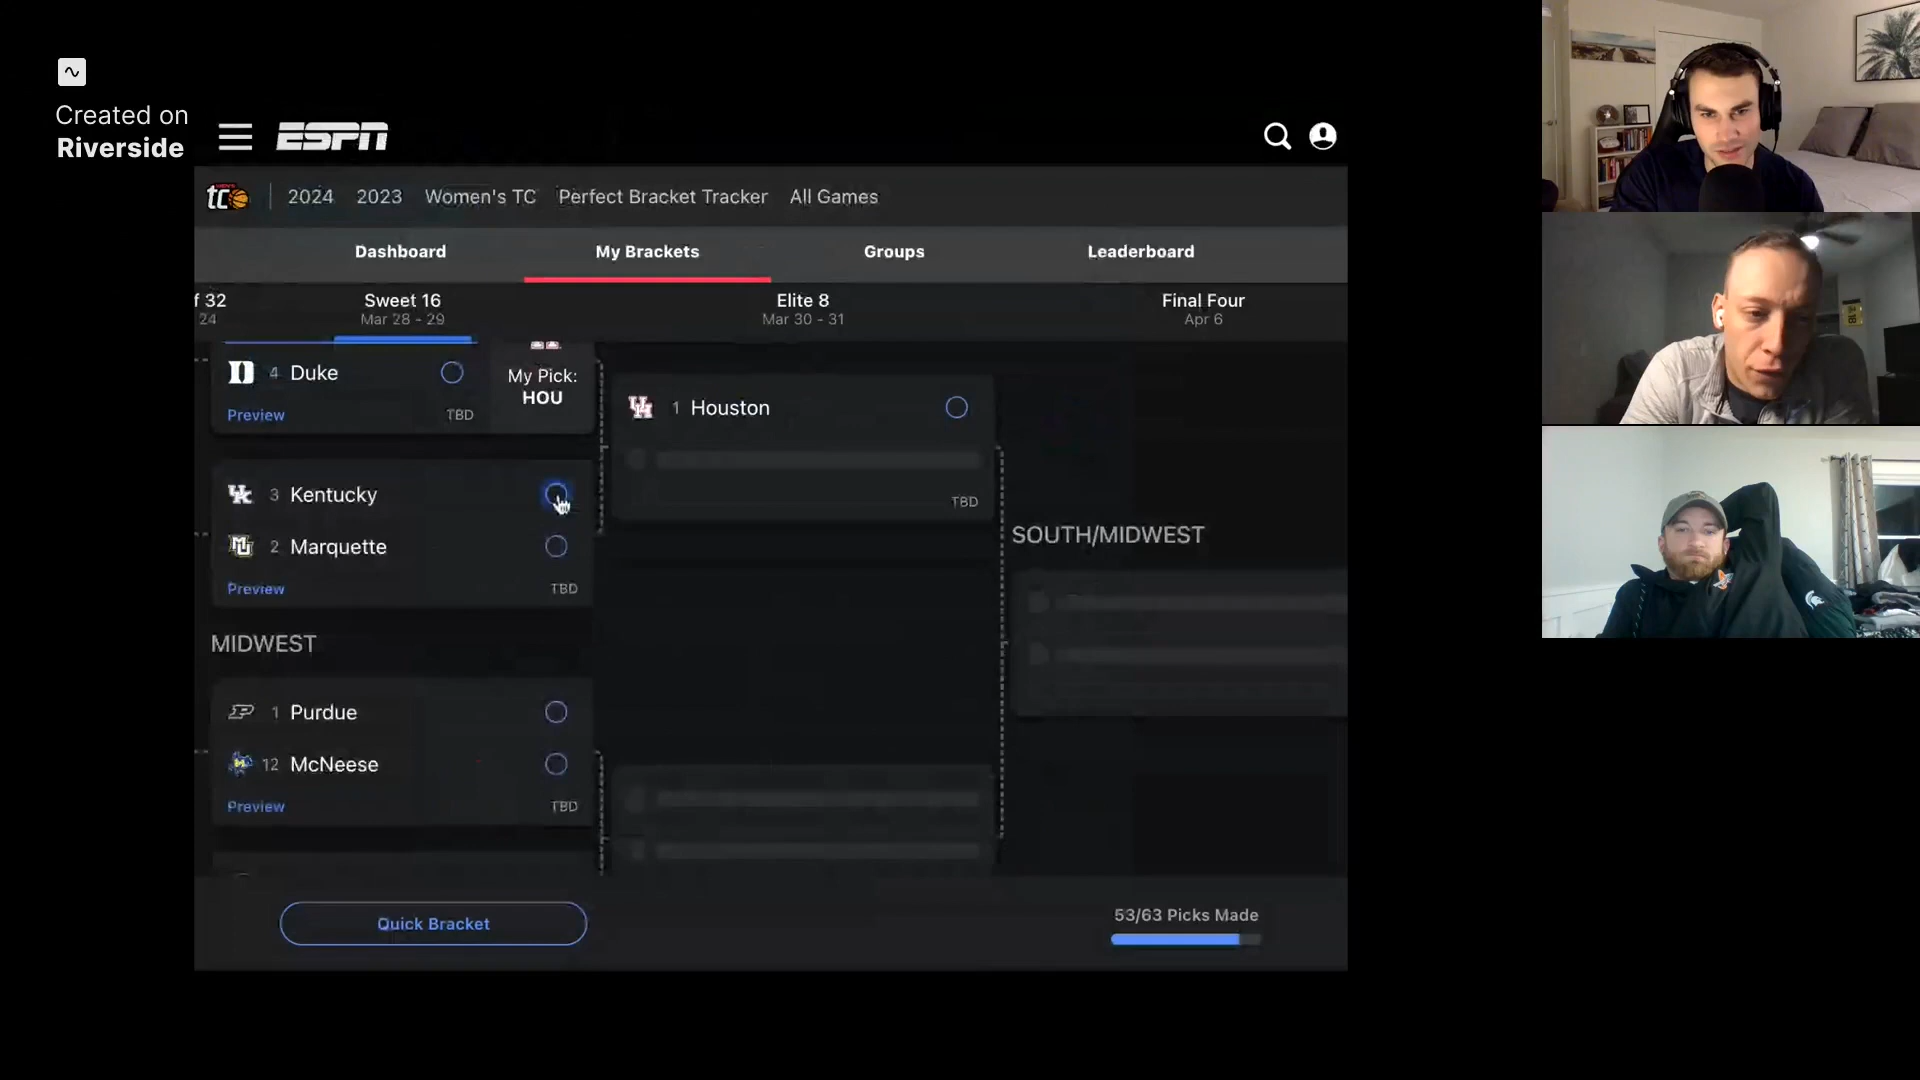 Created on
Riverside
ESPN
tc
2024 2023 Women's TC Perfect Bracket Tracker All Games
Dashboard My Brackets Groups Leaderboard
f 32 Sweet 16 Elite 8 Final Four
24 Mar 28 - 29 Mar 30 - 31 Apr 6
4 Duke
Preview TBD
My Pick:
HOU
1 Houston
TBD
3 Kentucky
2 Marquette
Preview TBD
SOUTH/MIDWEST
MIDWEST
1 Purdue
12 McNeese
Preview TBD
Quick Bracket
53/63 Picks Made